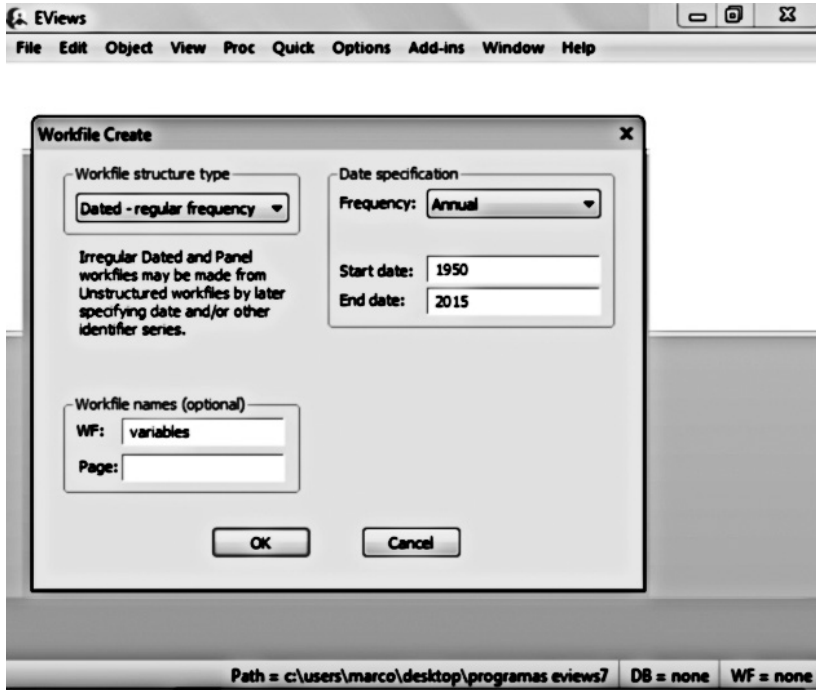 EViews
File Edit Object View Proc Quick Options Add-ins Window Help
Workfile Create
Workfile structure type
Dated - regular frequency
Irregular Dated and Panel
workfiles may be made from
Unstructured workfiles by later
specifying date and/or other
identifier series.
Date specification
Frequency: Annual
Start date: 1950
End date: 2015
Workfile names (optional)
WF: variables
Page:
OK Cancel
Path = c:\users\marco\desktop\programas eviews7 DB = none WF = none